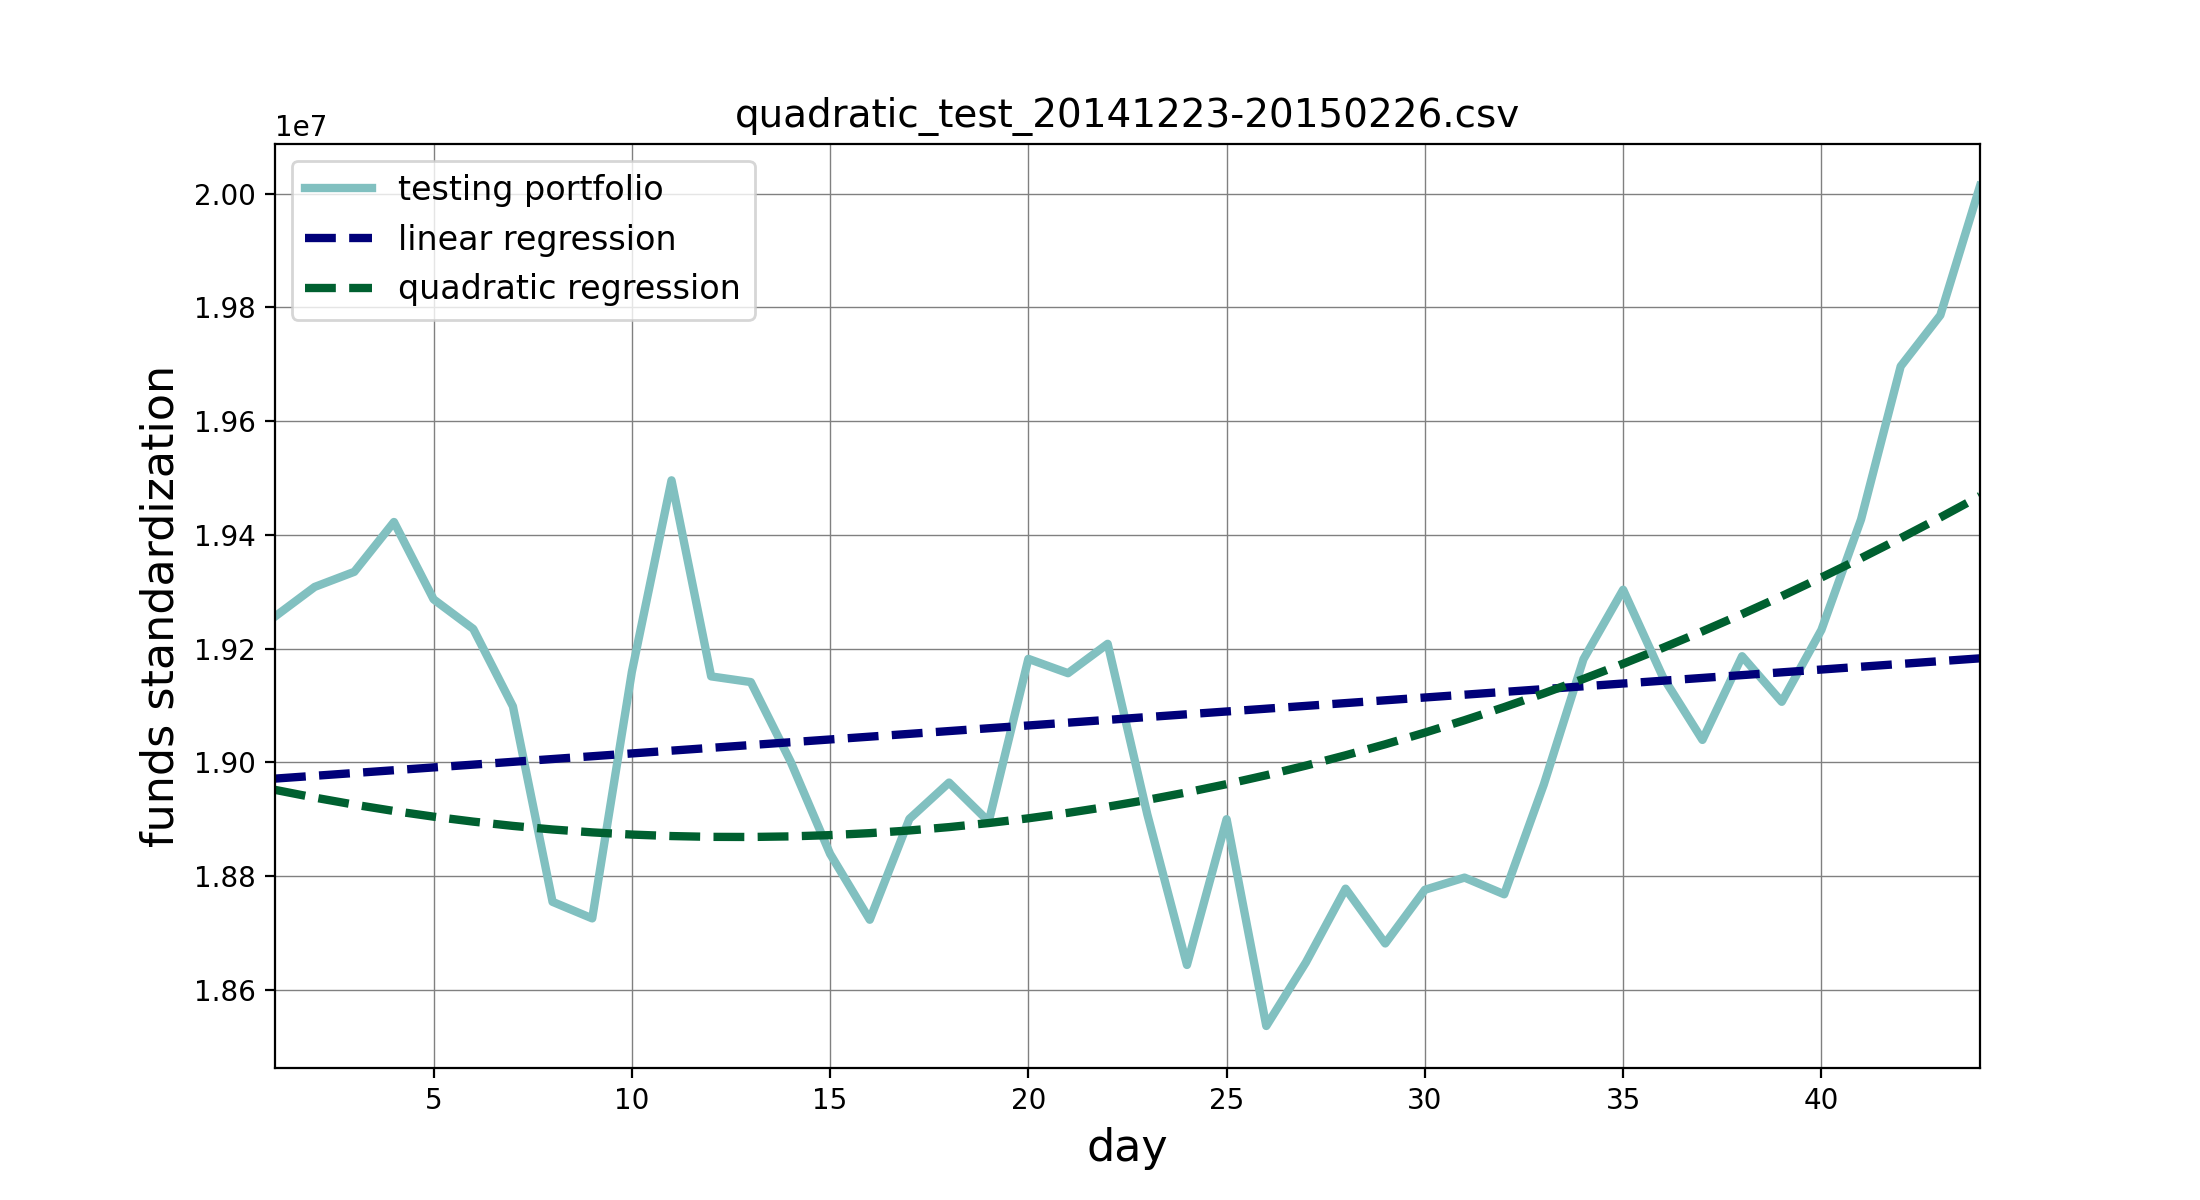 quadratic_test_20141223-20150226.csv
1e7
testing portfolio
linear regression
quadratic regression
funds standardization
2.00
1.98
1.96
1.94
1.92
1.90
1.88
1.86
5 10 15 20 25 30 35 40
day